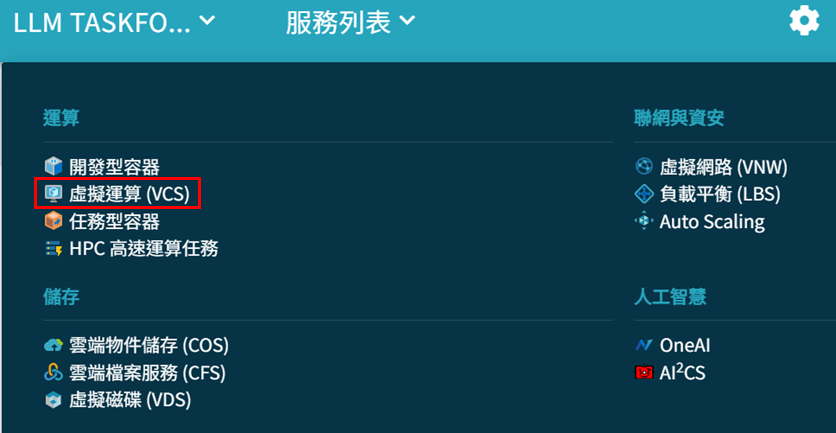 LLM TASKFO...
服務列表
運算
開發型容器
虛擬運算 (VCS)
任務型容器
HPC 高速運算任務
儲存
雲端物件儲存 (COS)
雲端檔案服務 (CFS)
虛擬磁碟 (VDS)
聯網與資安
虛擬網路 (VNW)
負載平衡 (LBS)
Auto Scaling
人工智慧
OneAI
AI²CS